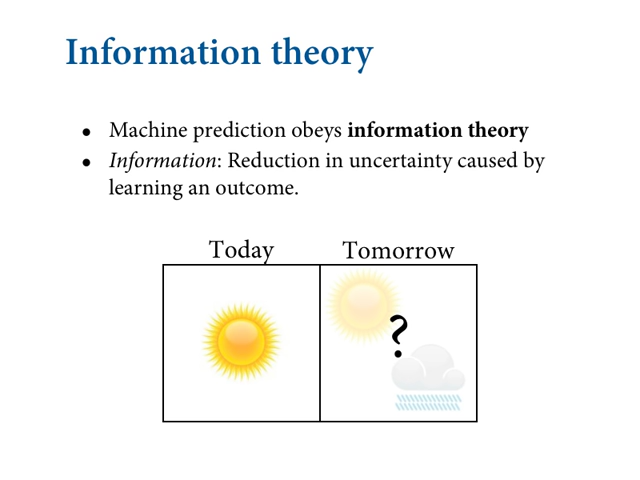 Information theory
• Machine prediction obeys information theory
• Information: Reduction in uncertainty caused by
learning an outcome.
Today Tomorrow
?